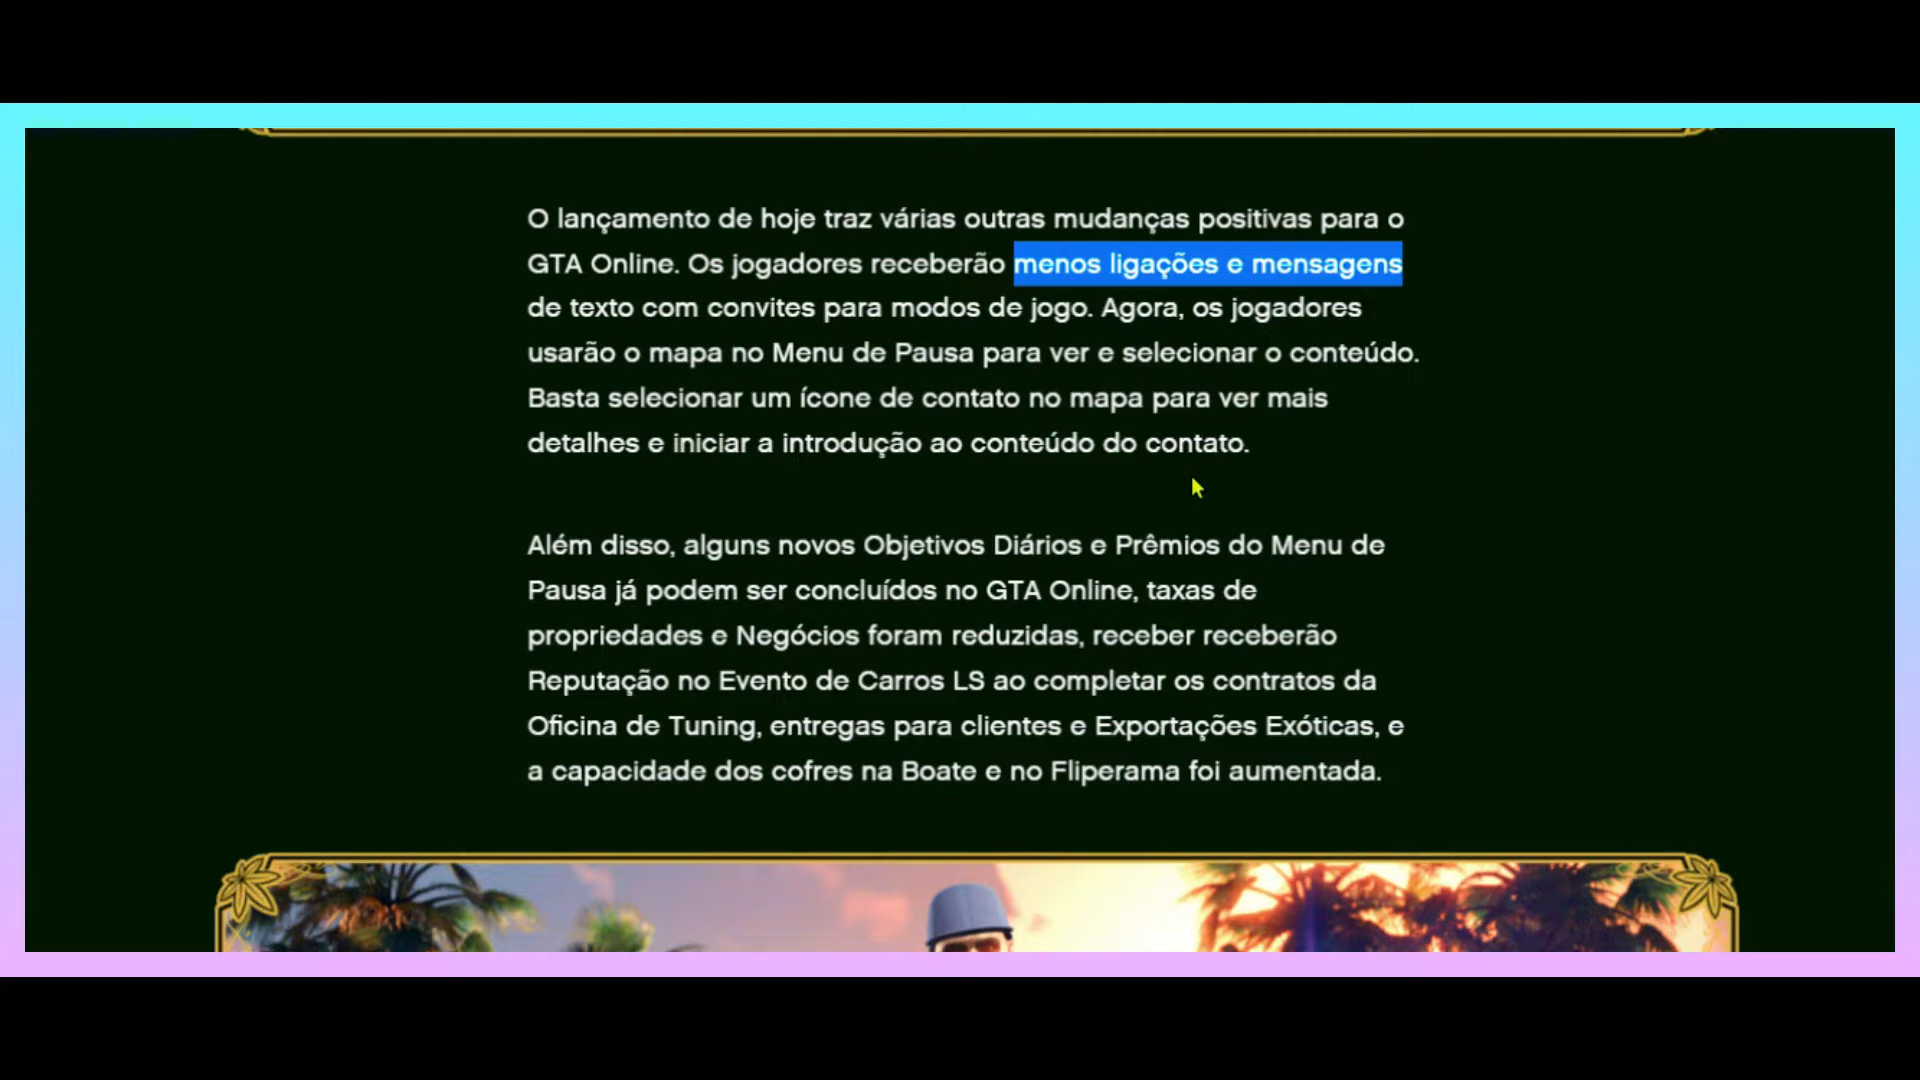 O lançamento de hoje traz várias outras mudanças positivas para o
GTA Online. Os jogadores receberão menos ligações e mensagens
de texto com convites para modos de jogo. Agora, os jogadores
usarão o mapa no Menu de Pausa para ver e selecionar o conteúdo.
Basta selecionar um ícone de contato no mapa para ver mais
detalhes e iniciar a introdução ao conteúdo do contato.
Além disso, alguns novos Objetivos Diários e Prêmios do Menu de
Pausa já podem ser concluídos no GTA Online, taxas de
propriedades e Negócios foram reduzidas, receber receberão
Reputação no Evento de Carros LS ao completar os contratos da
Oficina de Tuning, entregas para clientes e Exportações Exóticas, e
a capacidade dos cofres na Boate e no Fliperama foi aumentada.